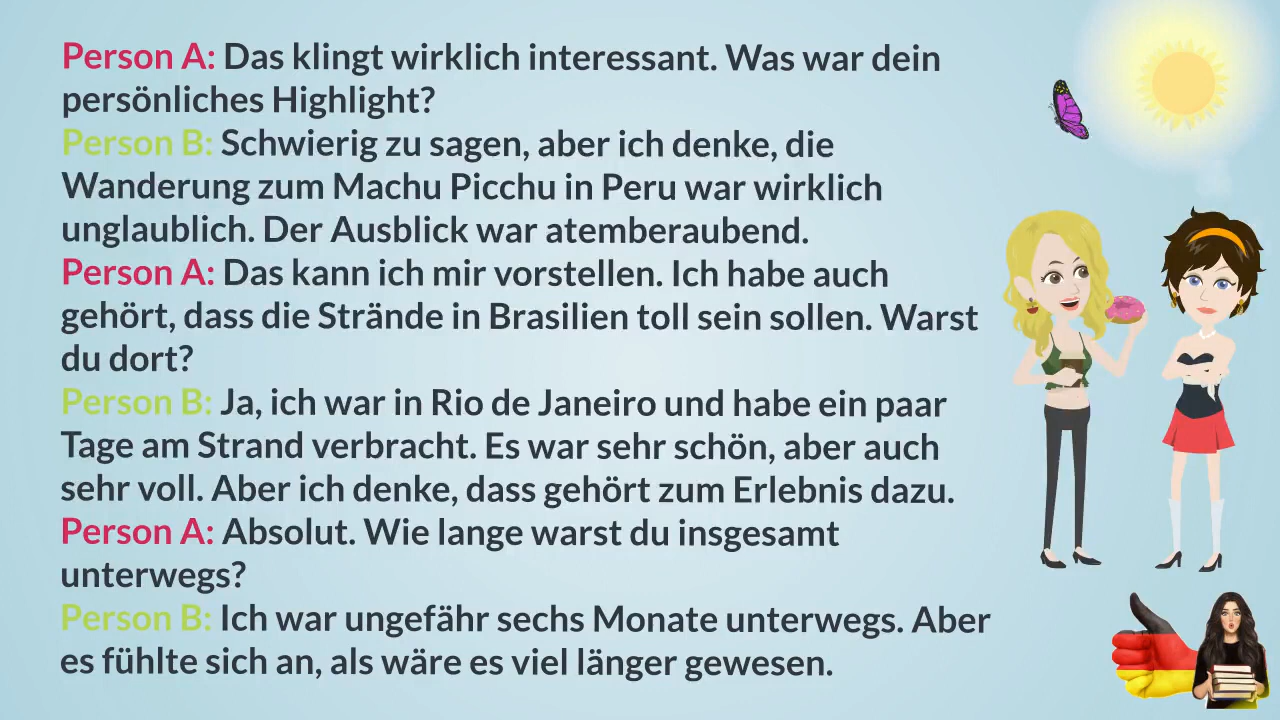 Person A: Das klingt wirklich interessant. Was war dein
persönliches Highlight?
Person B: Schwierig zu sagen, aber ich denke, die
Wanderung zum Machu Picchu in Peru war wirklich
unglaublich. Der Ausblick war atemberaubend.
Person A: Das kann ich mir vorstellen. Ich habe auch
gehört, dass die Strände in Brasilien toll sein sollen. Warst
du dort?
Person B: Ja, ich war in Rio de Janeiro und habe ein paar
Tage am Strand verbracht. Es war sehr schön, aber auch
sehr voll. Aber ich denke, dass gehört zum Erlebnis dazu.
Person A: Absolut. Wie lange warst du insgesamt
unterwegs?
Person B: Ich war ungefähr sechs Monate unterwegs. Aber
es fühlte sich an, als wäre es viel länger gewesen.